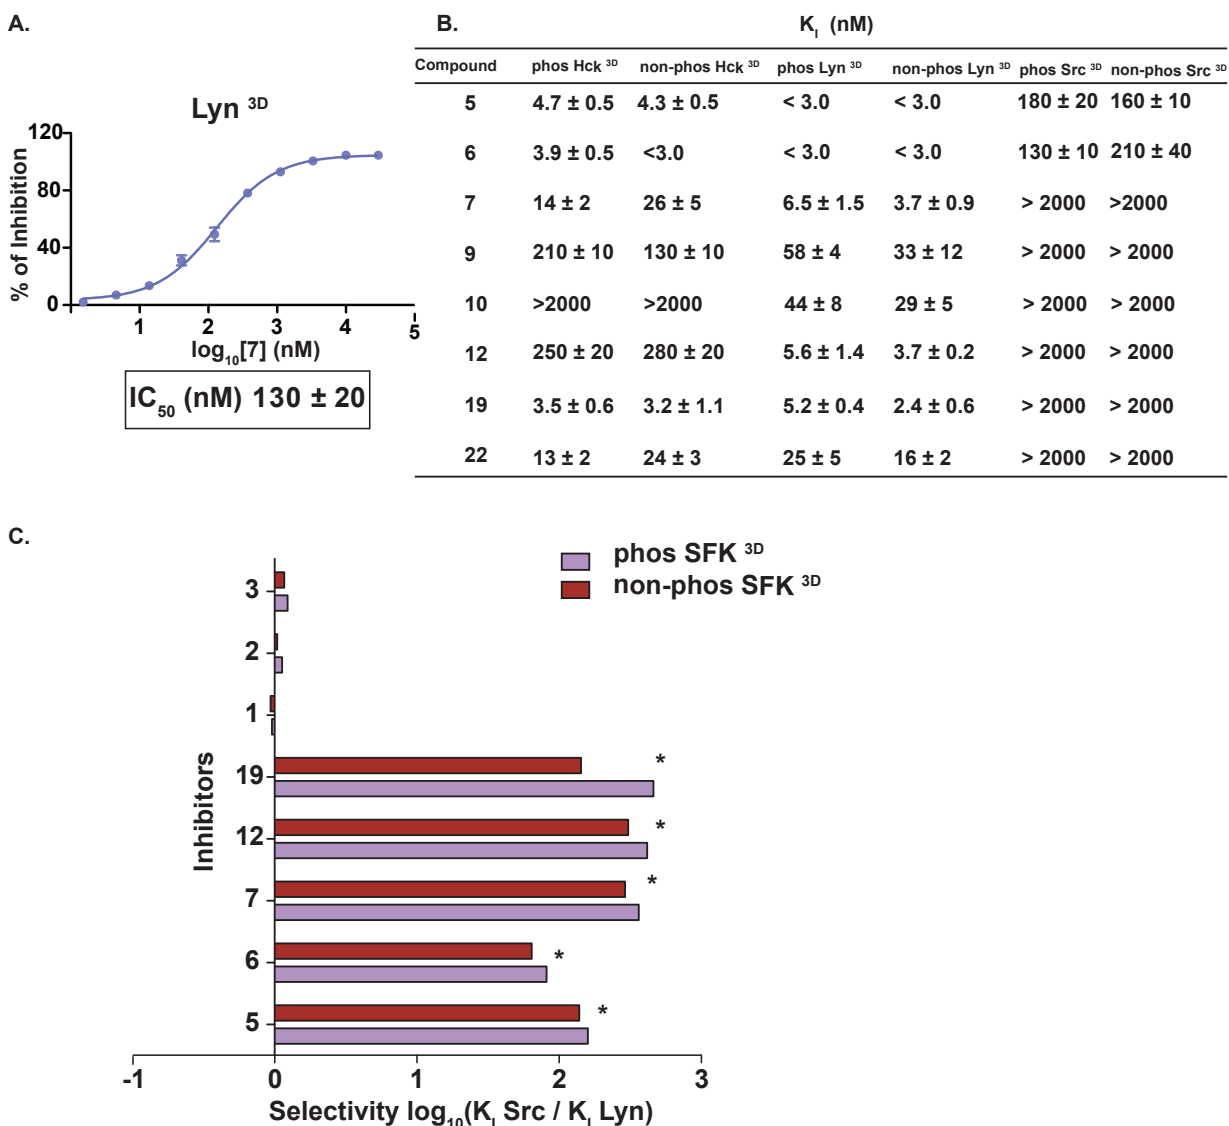 A.
Lyn 3D
120
80
40
0
% of Inhibition
1 2 3 4 5
log10[7] (nM)
IC50 (nM) 130 ± 20
B.
KI (nM)
Compound phos Hck 3D non-phos Hck 3D phos Lyn 3D non-phos Lyn 3D phos Src 3D non-phos Src 3D
5 4.7 ± 0.5 4.3 ± 0.5 < 3.0 < 3.0 180 ± 20 160 ± 10
6 3.9 ± 0.5 <3.0 < 3.0 < 3.0 130 ± 10 210 ± 40
7 14 ± 2 26 ± 5 6.5 ± 1.5 3.7 ± 0.9 > 2000 >2000
9 210 ± 10 130 ± 10 58 ± 4 33 ± 12 > 2000 > 2000
10 >2000 >2000 44 ± 8 29 ± 5 > 2000 > 2000
12 250 ± 20 280 ± 20 5.6 ± 1.4 3.7 ± 0.2 > 2000 > 2000
19 3.5 ± 0.6 3.2 ± 1.1 5.2 ± 0.4 2.4 ± 0.6 > 2000 > 2000
22 13 ± 2 24 ± 3 25 ± 5 16 ± 2 > 2000 > 2000
C.
phos SFK 3D
non-phos SFK 3D
Inhibitors
3
2
1
19 *
12 *
7 *
6 *
5 *
-1 0 1 2 3
Selectivity log10(KI Src / KI Lyn)